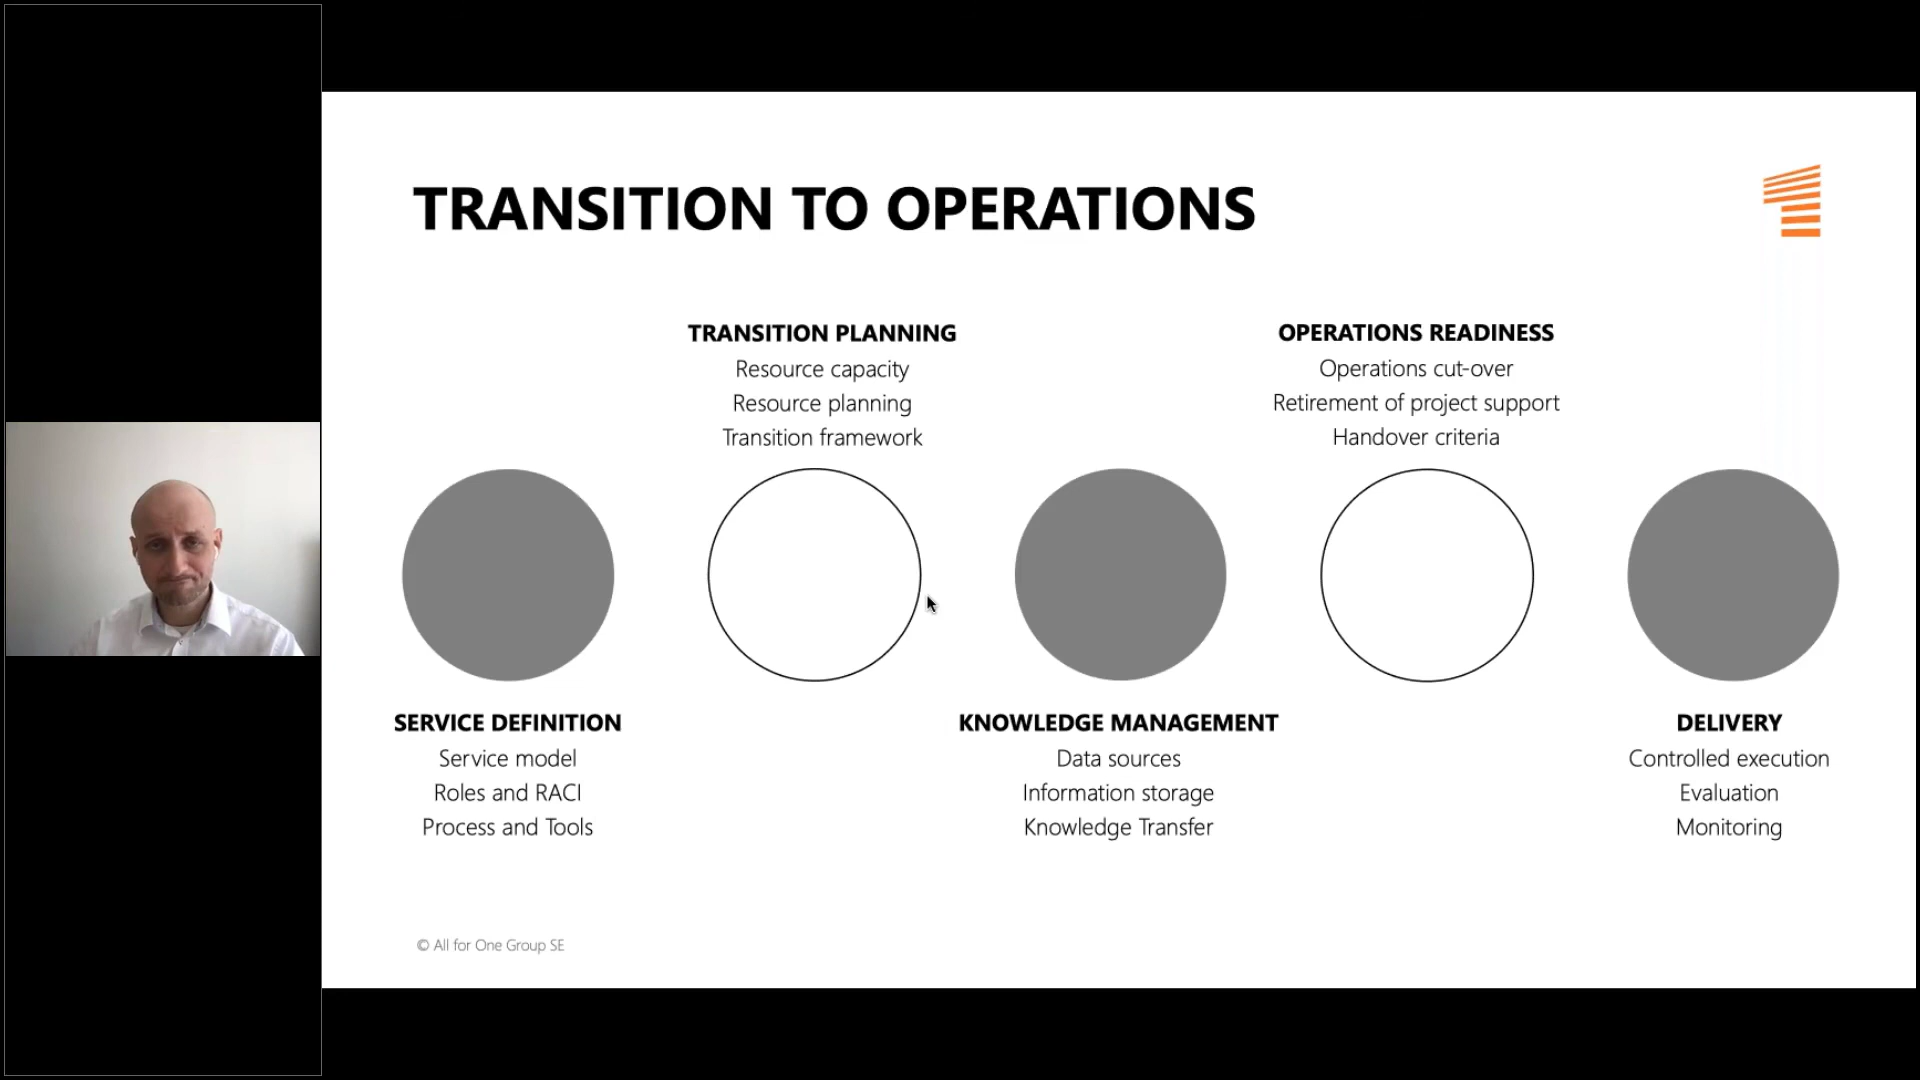 TRANSITION TO OPERATIONS
TRANSITION PLANNING
Resource capacity
Resource planning
Transition framework
OPERATIONS READINESS
Operations cut-over
Retirement of project support
Handover criteria
SERVICE DEFINITION
Service model
Roles and RACI
Process and Tools
KNOWLEDGE MANAGEMENT
Data sources
Information storage
Knowledge Transfer
DELIVERY
Controlled execution
Evaluation
Monitoring
© All for One Group SE